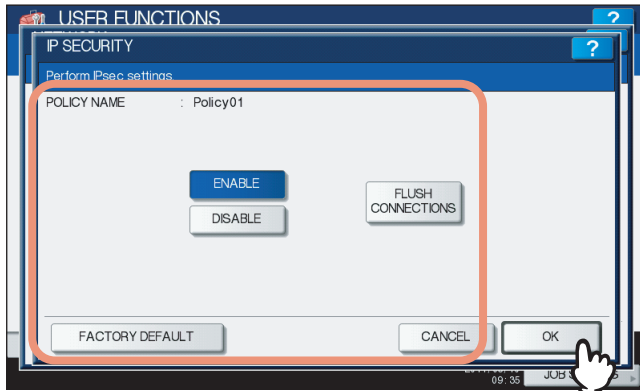 USER FUNCTIONS
?
IP SECURITY
?
Perform IPsec settings
POLICY NAME : Policy01
ENABLE
DISABLE
FLUSH
CONNECTIONS
FACTORY DEFAULT
CANCEL
OK
09:35
JOB